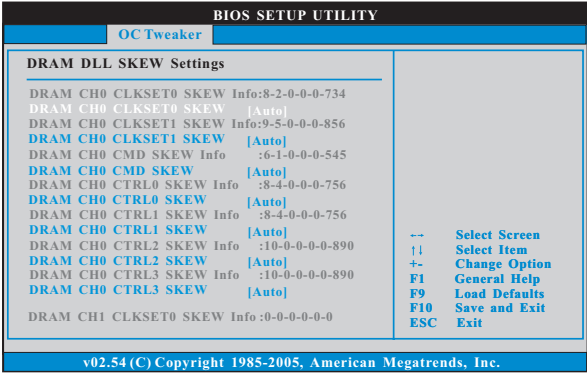 BIOS SETUP UTILITY
OC Tweaker
DRAM DLL SKEW Settings
DRAM CH0 CLKSET0 SKEW Info:8-2-0-0-0-734
DRAM CH0 CLKSET0 SKEW [Auto]
DRAM CH0 CLKSET1 SKEW Info:9-5-0-0-0-856
DRAM CH0 CLKSET1 SKEW [Auto]
DRAM CH0 CMD SKEW Info :6-1-0-0-0-545
DRAM CH0 CMD SKEW [Auto]
DRAM CH0 CTRL0 SKEW Info :8-4-0-0-0-756
DRAM CH0 CTRL0 SKEW [Auto]
DRAM CH0 CTRL1 SKEW Info :8-4-0-0-0-756
DRAM CH0 CTRL1 SKEW [Auto]
DRAM CH0 CTRL2 SKEW Info :10-0-0-0-0-890
DRAM CH0 CTRL2 SKEW [Auto]
DRAM CH0 CTRL3 SKEW Info :10-0-0-0-0-890
DRAM CH0 CTRL3 SKEW [Auto]
DRAM CH1 CLKSET0 SKEW Info :0-0-0-0-0-0
←→ Select Screen
↑↓ Select Item
+- Change Option
F1 General Help
F9 Load Defaults
F10 Save and Exit
ESC Exit
v02.54 (C) Copyright 1985-2005, American Megatrends, Inc.